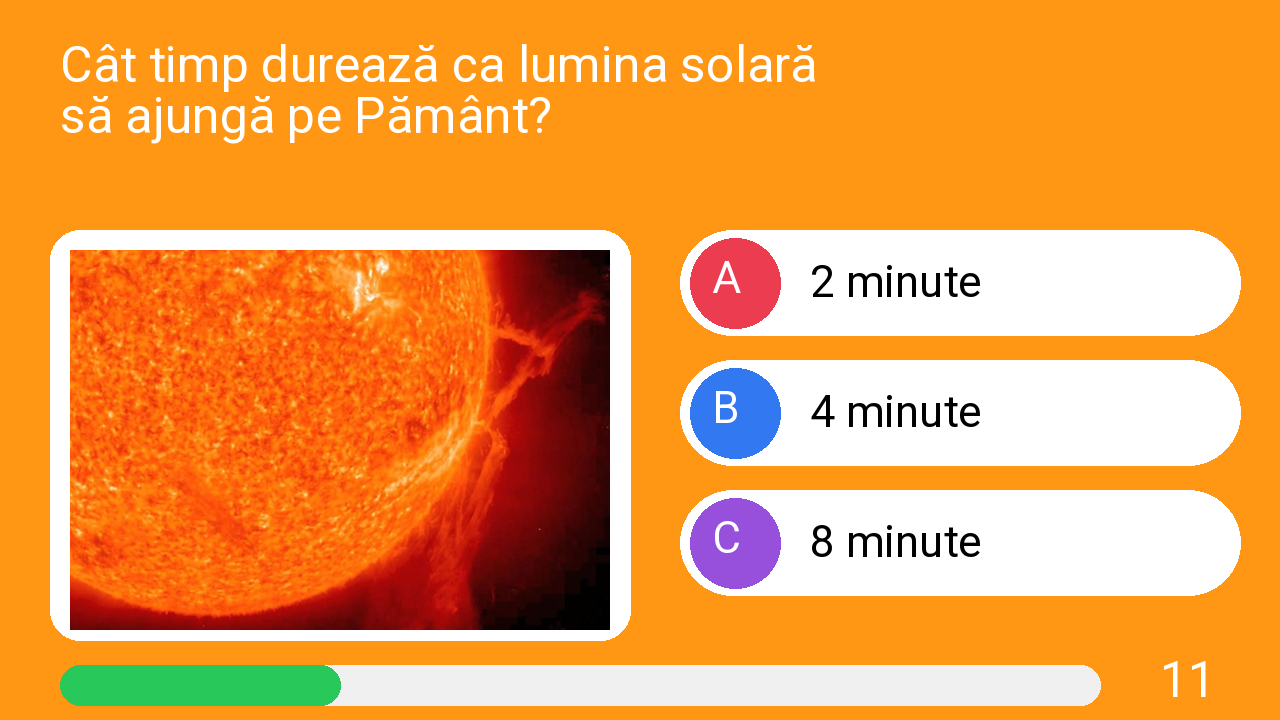 Cât timp durează ca lumina solară
să ajungă pe Pământ?
A 2 minute
B 4 minute
C 8 minute
11